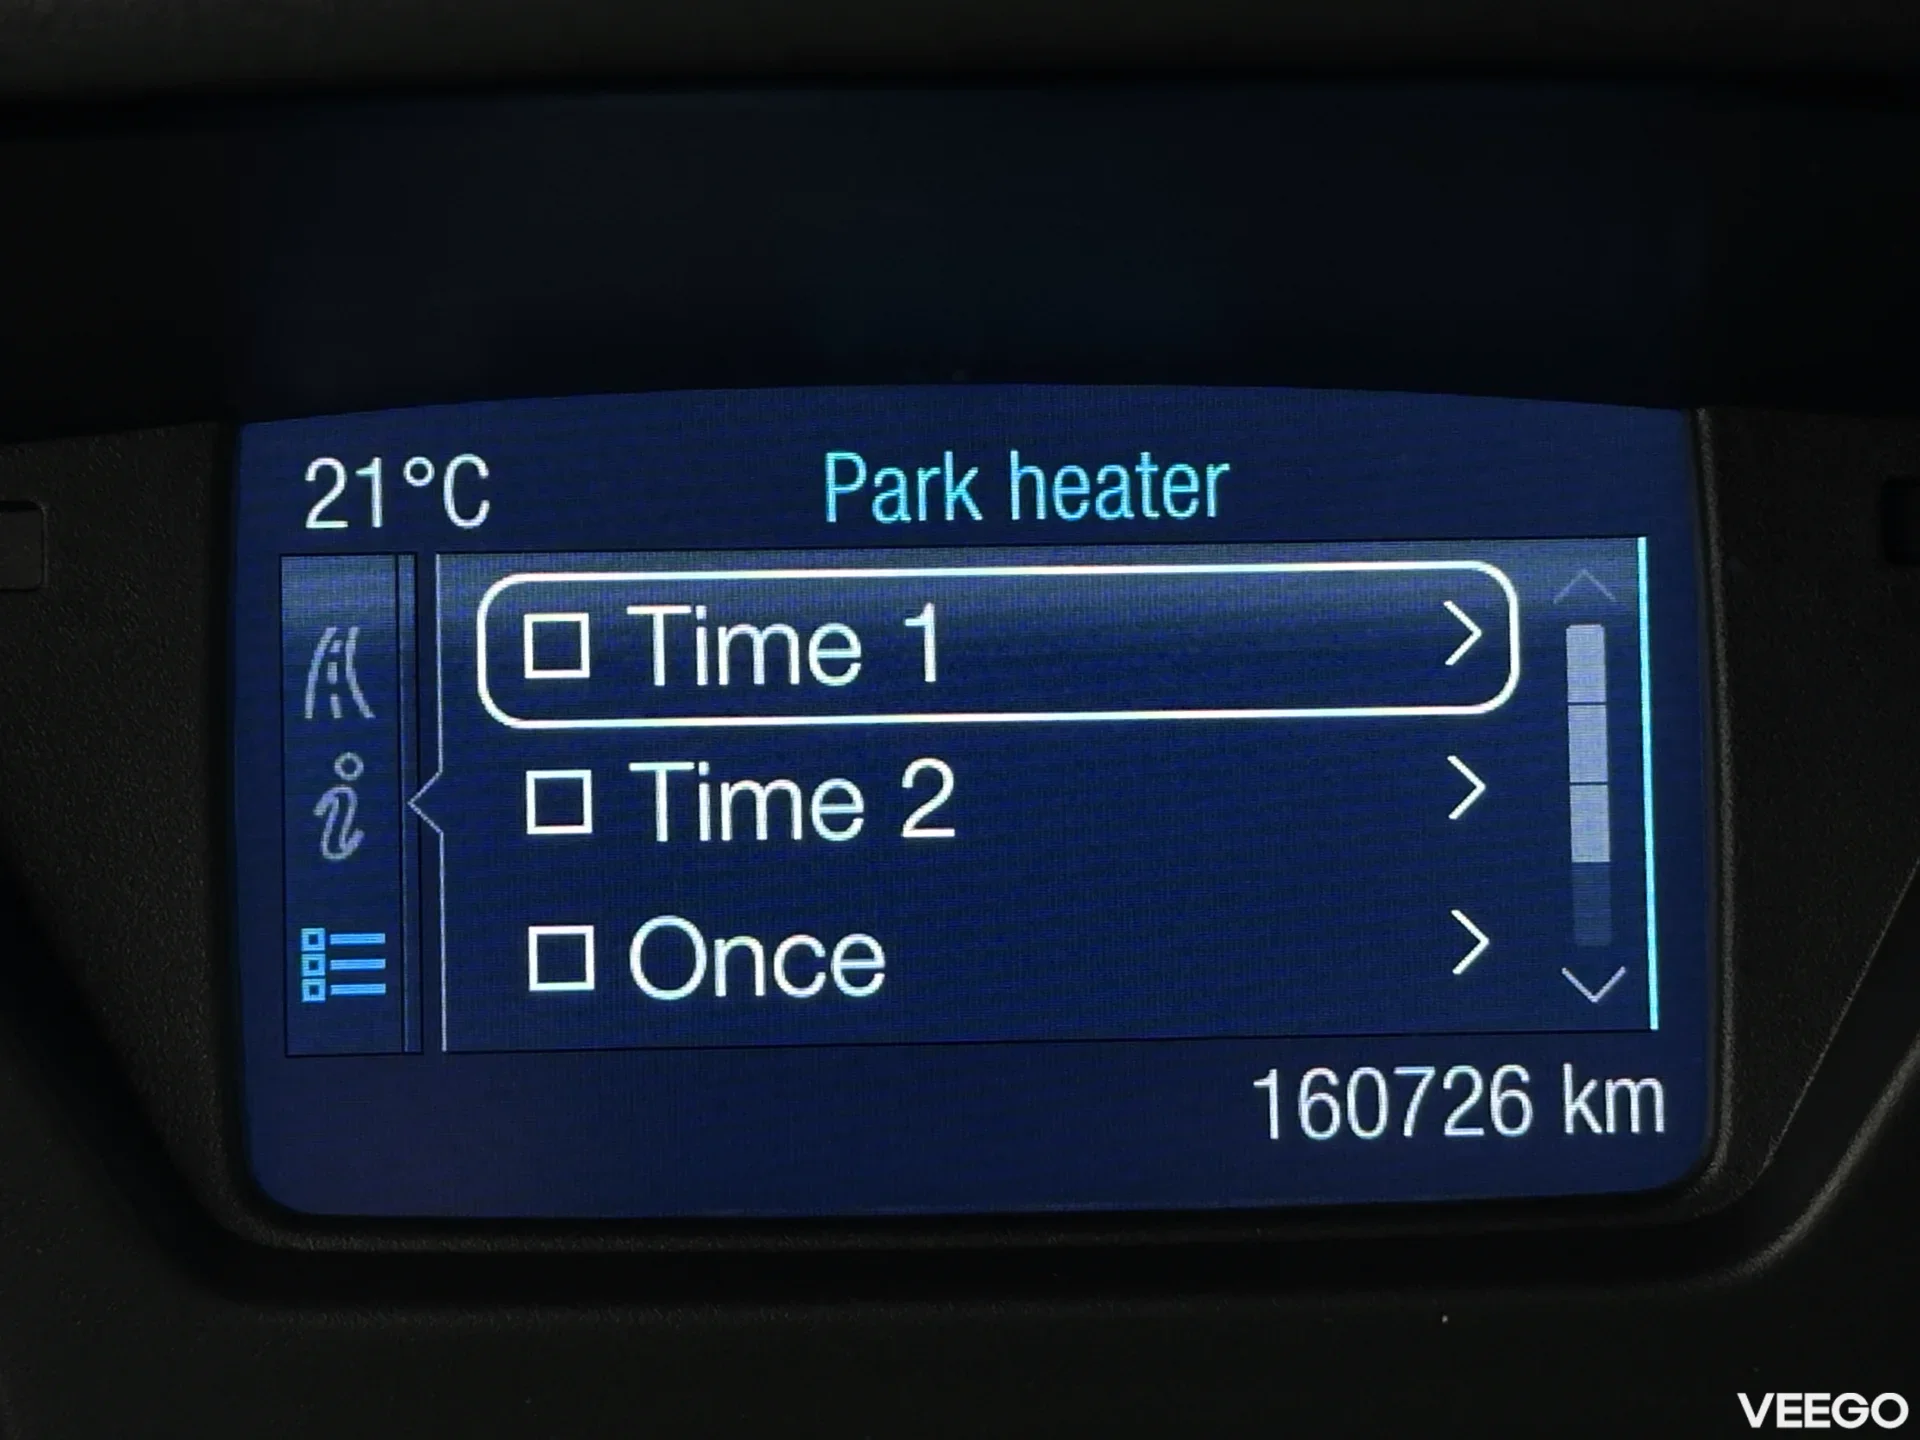 21°C Park heater
Time 1
Time 2
Once
160726 km
VEEGO